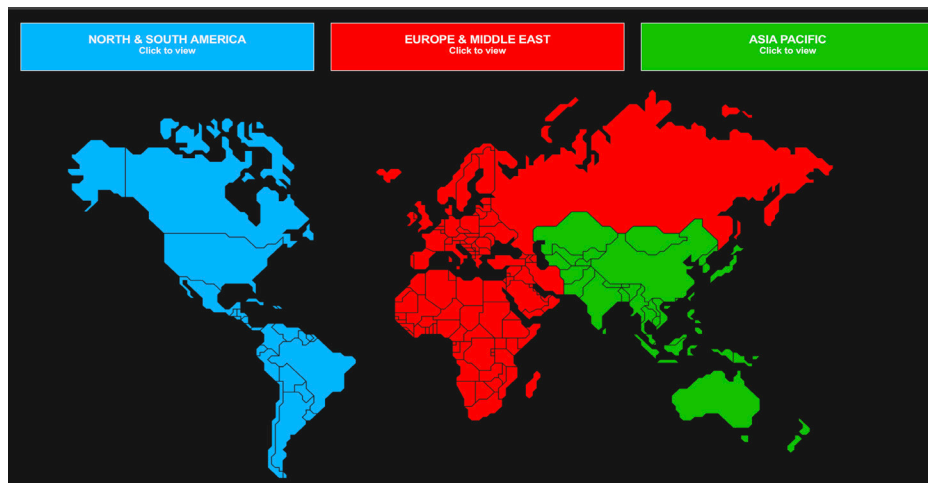 NORTH & SOUTH AMERICA
Click to view
EUROPE & MIDDLE EAST
Click to view
ASIA PACIFIC
Click to view